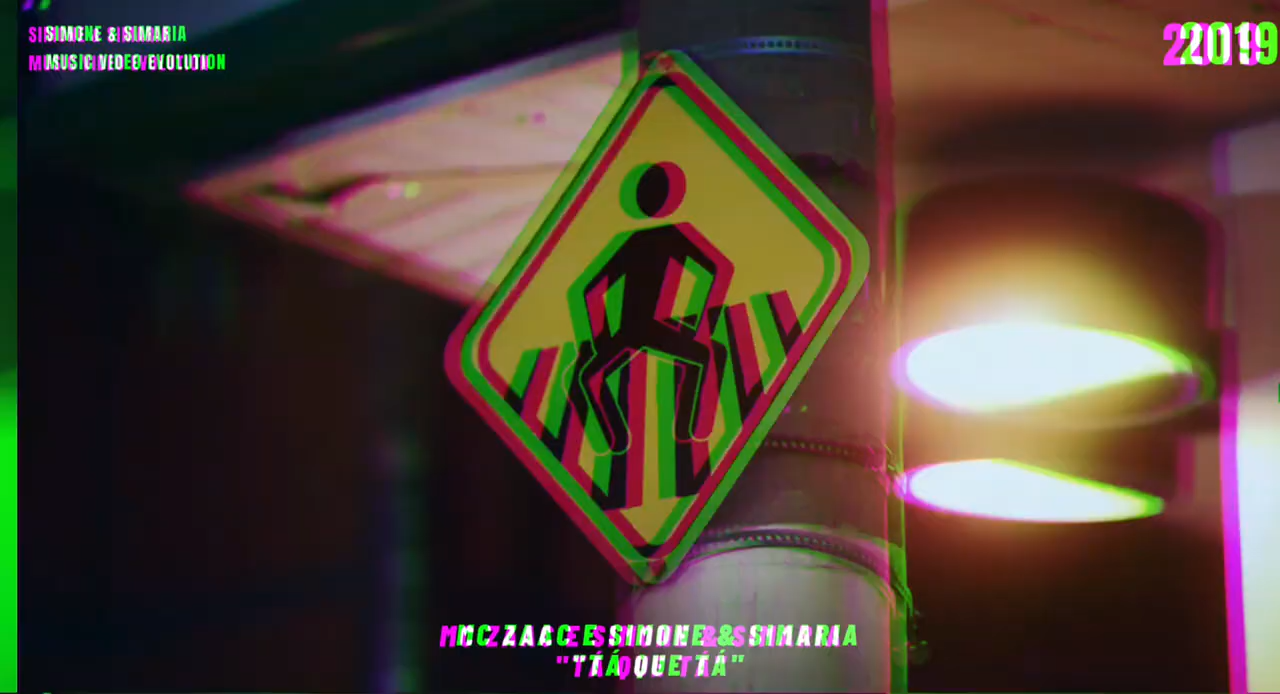 SIMONE & SIMARIA
MUSIC VIDEO EVOLUTION
2019
MC ZAAC E SIMONE & SIMARIA
"TÁ QUE TÁ"